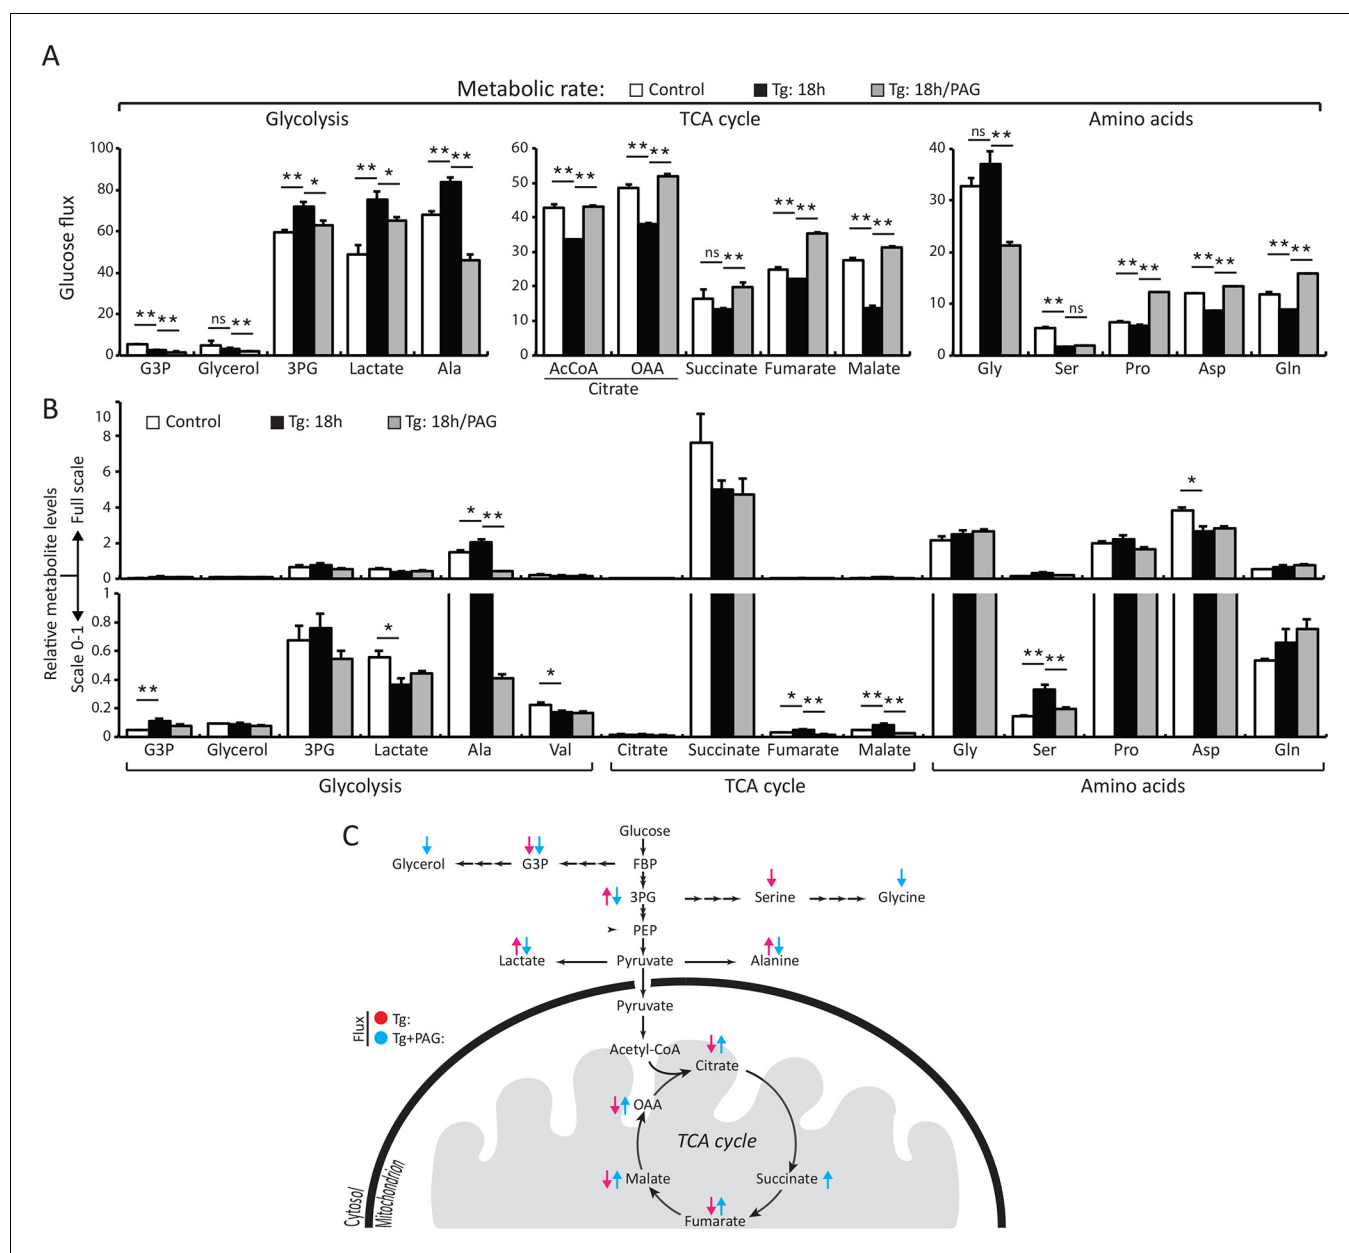 A
Metabolic rate: Control Tg: 18h Tg: 18h/PAG
Glycolysis TCA cycle Amino acids
Glucose flux
100
80
60
40
20
0
** ** ns ** ** * ** * ** **
G3P Glycerol 3PG Lactate Ala
60
50
40
30
20
10
0
** ** ** ** ns ** ** ** ** **
AcCoA OAA Succinate Fumarate Malate
Citrate
40
30
20
10
0
ns ** ** ns ** ** ** ** ** **
Gly Ser Pro Asp Gln
B
Control Tg: 18h Tg: 18h/PAG
Relative metabolite levels
Scale 0-1 Full scale
10
8
6
4
2
0
* ** *
1
0.8
0.6
0.4
0.2
0
** * * * ** ** ** ** **
G3P Glycerol 3PG Lactate Ala Val Citrate Succinate Fumarate Malate Gly Ser Pro Asp Gln
Glycolysis TCA cycle Amino acids
C
Glucose
Glycerol G3P FBP
3PG Serine Glycine
PEP
Lactate Pyruvate Alanine
Pyruvate
Flux
Tg:
Tg+PAG:
Acetyl-CoA
Citrate
OAA
TCA cycle
Malate Succinate
Fumarate
Cytosol
Mitochondrion